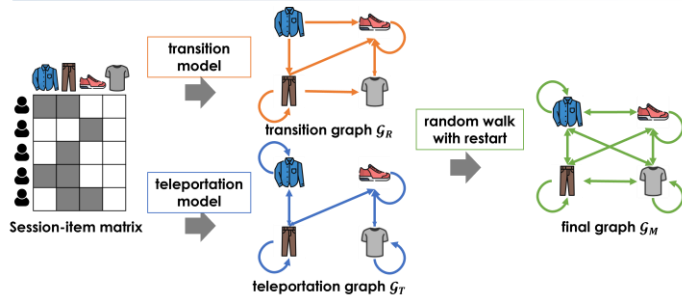 transition
model
transition graph 𝒢_R
random walk
with restart
Session-item matrix
teleportation
model
teleportation graph 𝒢_T
final graph 𝒢_M